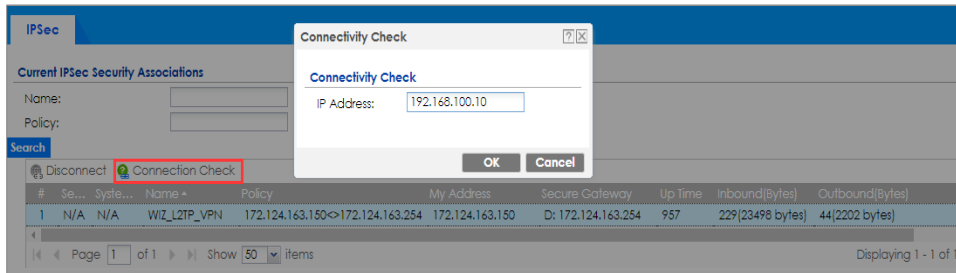 IPSec
Connectivity Check
Current IPSec Security Associations
Connectivity Check
Name:
IP Address: 192.168.100.10
Policy:
Search
OK Cancel
Disconnect Connection Check
# Se... Syste... Name Policy My Address Secure Gateway Up Time Inbound(Bytes) Outbound(Bytes)
1 N/A N/A WIZ_L2TP_VPN 172.124.163.150<>172.124.163.254 172.124.163.150 D: 172.124.163.254 957 229(23498 bytes) 44(2202 bytes)
Page 1 of 1 Show 50 items Displaying 1 - 1 of 1